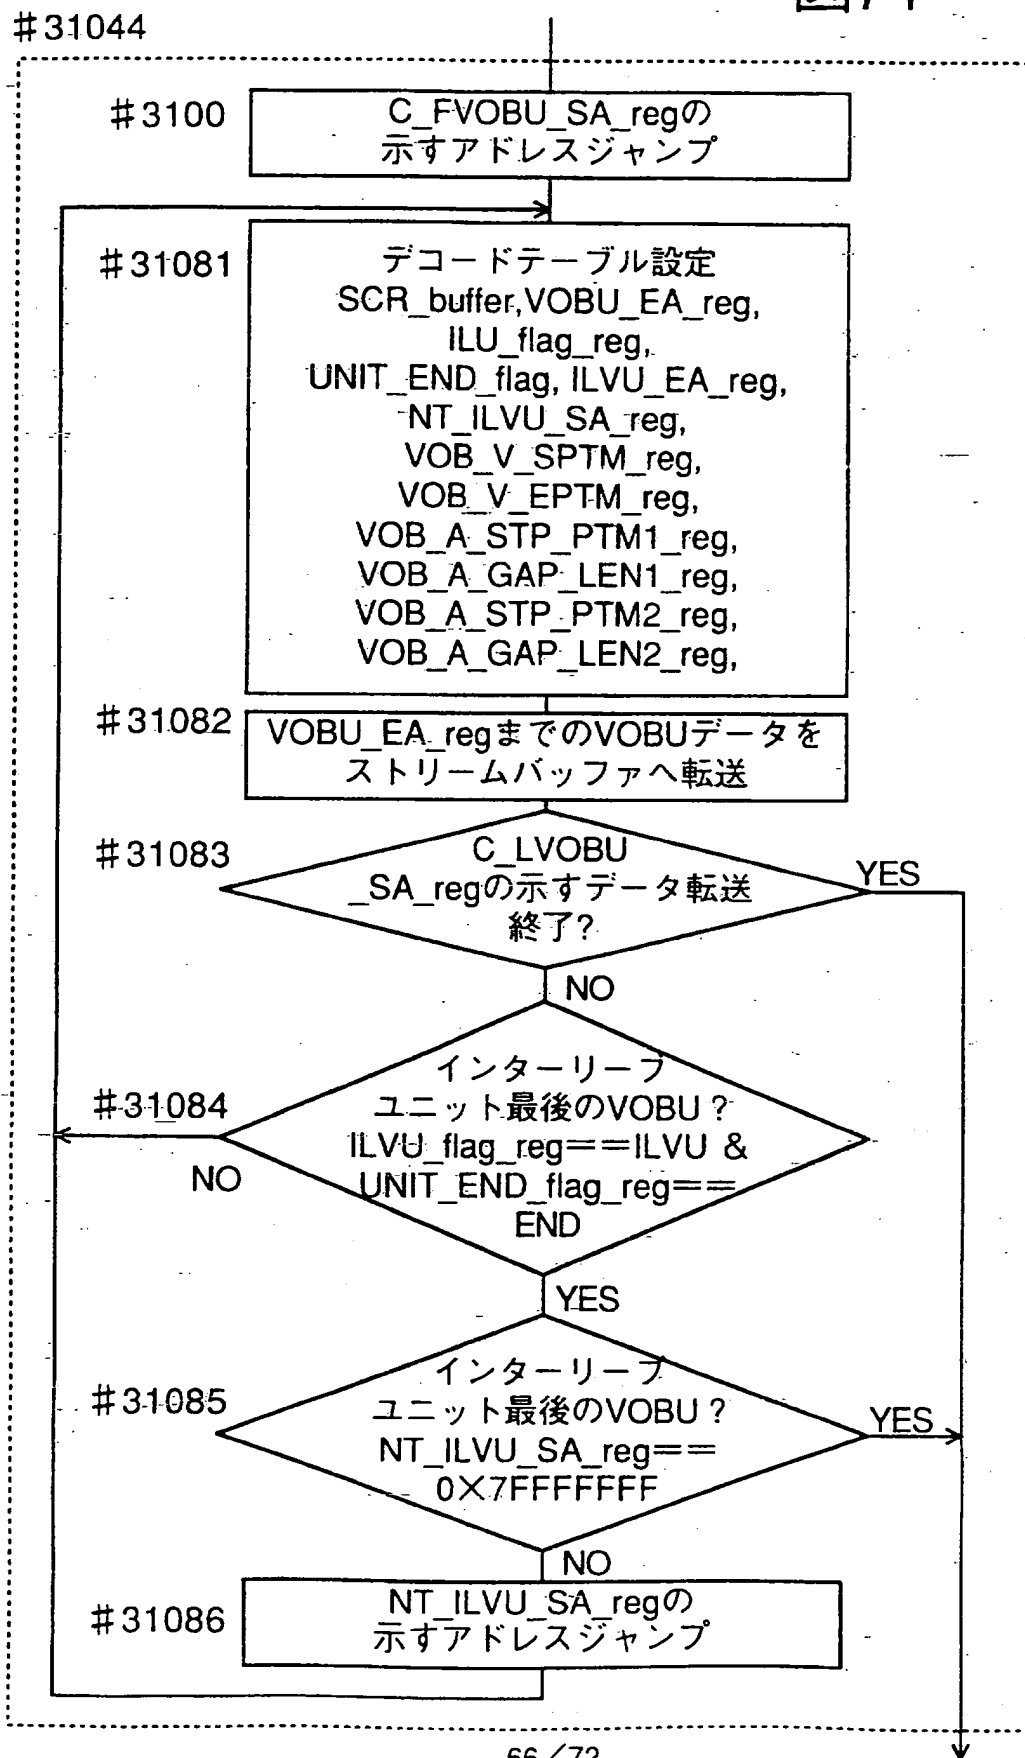 #31044
#3100
C_FVOBU_SA_regの
示すアドレスジャンプ
#31081
デコードテーブル設定
SCR_buffer,VOBU_EA_reg,
ILU_flag_reg,
UNIT_END_flag, ILVU_EA_reg,
NT_ILVU_SA_reg,
VOB_V_SPTM_reg,
VOB_V_EPTM_reg,
VOB_A_STP_PTM1_reg,
VOB_A_GAP_LEN1_reg,
VOB_A_STP_PTM2_reg,
VOB_A_GAP_LEN2_reg,
#31082
VOBU_EA_regまでのVOBUデータを
ストリームバッファへ転送
#31083
C_LVOBU
_SA_regの示すデータ転送
終了?
YES
NO
#31084
インターリーブ
ユニット最後のVOBU?
ILVU_flag_reg==ILVU &
UNIT_END_flag_reg==
END
NO
YES
#31085
インターリーブ
ユニット最後のVOBU?
NT_ILVU_SA_reg==
0×7FFFFFFF
YES
NO
#31086
NT_ILVU_SA_regの
示すアドレスジャンプ
66/72